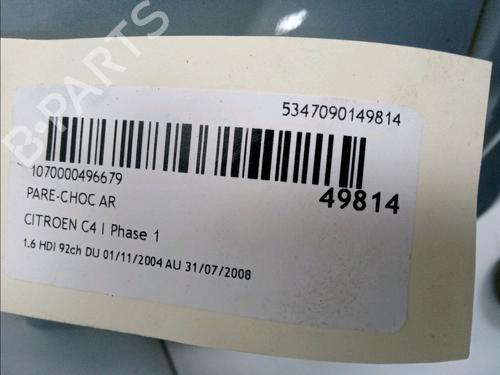 B-PARTS
5347090149814
1070000496679
49814
PARE-CHOC AR
CITROEN C4 I Phase 1
1.6 HDI 92ch DU 01/11/2004 AU 31/07/2008